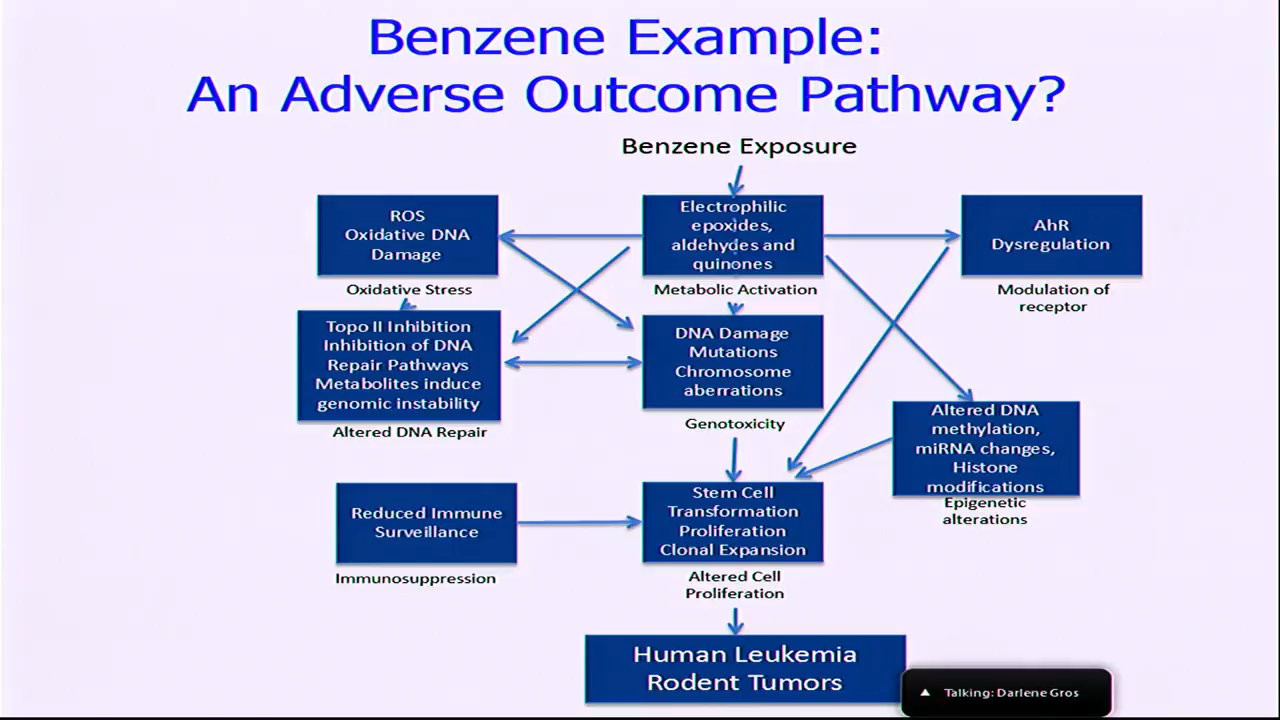 Benzene Example:
An Adverse Outcome Pathway?
Benzene Exposure
ROS
Oxidative DNA
Damage
Oxidative Stress
Electrophilic
epoxides,
aldehydes and
quinones
Metabolic Activation
AhR
Dysregulation
Modulation of
receptor
Topo II Inhibition
Inhibition of DNA
Repair Pathways
Metabolites induce
genomic instability
Altered DNA Repair
DNA Damage
Mutations
Chromosome
aberrations
Genotoxicity
Altered DNA
methylation,
miRNA changes,
Histone
modifications
Epigenetic
alterations
Reduced Immune
Surveillance
Immunosuppression
Stem Cell
Transformation
Proliferation
Clonal Expansion
Altered Cell
Proliferation
Human Leukemia
Rodent Tumors
Talking: Darlene Gros